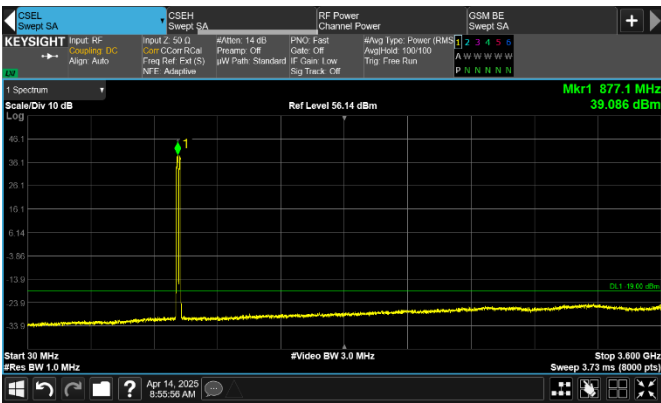 CSEL
Swept SA
CSEH
Swept SA
RF Power
Channel Power
GSM BE
Swept SA
+
KEYSIGHT
Input: RF
Coupling: DC
Align: Auto
Input Z: 50 Ω
Corr CCorr RCal
Freq Ref: Ext (S)
NFE: Adaptive
#Atten: 14 dB
Preamp: Off
µW Path: Standard
PNO: Fast
Gate: Off
IF Gain: Low
Sig Track: Off
#Avg Type: Power (RMS)
Avg|Hold: 100/100
Trig: Free Run
1 2 3 4 5 6
A W W W W W
P N N N N N
LXI
1 Spectrum
Scale/Div 10 dB
Log
Ref Level 56.14 dBm
Mkr1 877.1 MHz
39.086 dBm
1
46.1
36.1
26.1
16.1
6.14
-3.86
-13.9
-23.9
-33.9
DL1 -19.00 dBm
Start 30 MHz
#Res BW 1.0 MHz
#Video BW 3.0 MHz
Stop 3.600 GHz
Sweep 3.73 ms (8000 pts)
?
Apr 14, 2025
8:55:56 AM